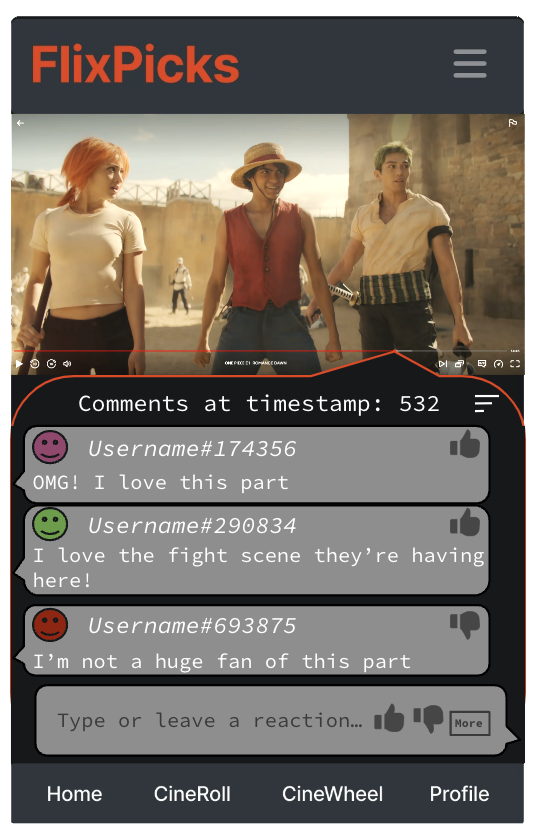 FlixPicks
ONE PIECE E1 ROMANCE DAWN
Comments at timestamp: 532
Username#174356
OMG! I love this part
Username#290834
I love the fight scene they’re having
here!
Username#693875
I’m not a huge fan of this part
Type or leave a reaction…
More
Home CineRoll CineWheel Profile